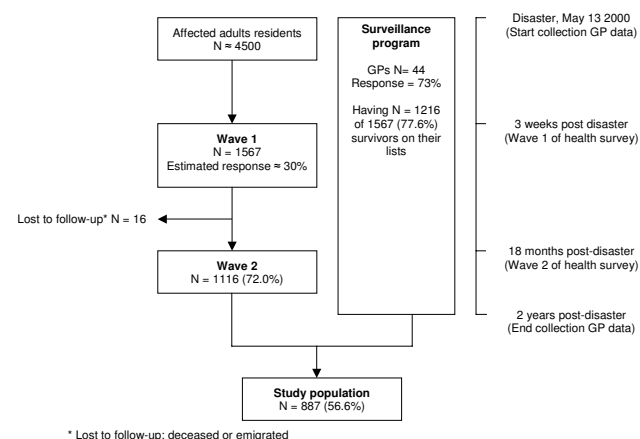 Affected adults residents
N ≈ 4500
Wave 1
N = 1567
Estimated response ≈ 30%
Lost to follow-up* N = 16
Wave 2
N = 1116 (72.0%)
Surveillance
program
GPs N= 44
Response = 73%
Having N = 1216
of 1567 (77.6%)
survivors on their
lists
Disaster, May 13 2000
(Start collection GP data)
3 weeks post disaster
(Wave 1 of health survey)
18 months post-disaster
(Wave 2 of health survey)
2 years post-disaster
(End collection GP data)
Study population
N = 887 (56.6%)
* Lost to follow-up: deceased or emigrated